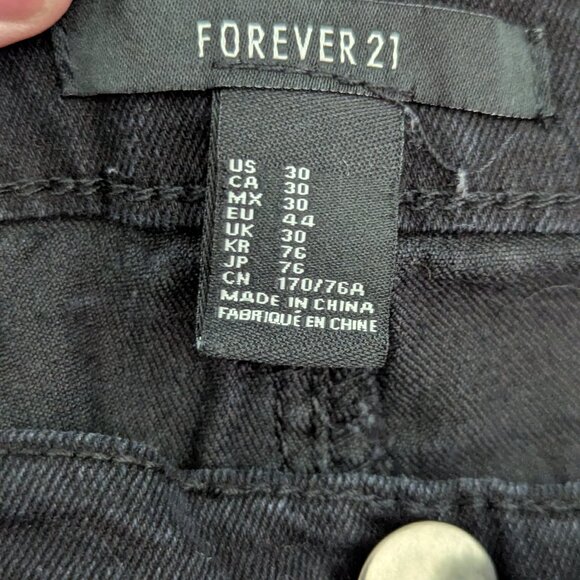 FOREVER 21
US 30
CA 30
MX 30
EU 44
UK 30
KR 76
JP 76
CN 170/76A
MADE IN CHINA
FABRIQUÉ EN CHINE